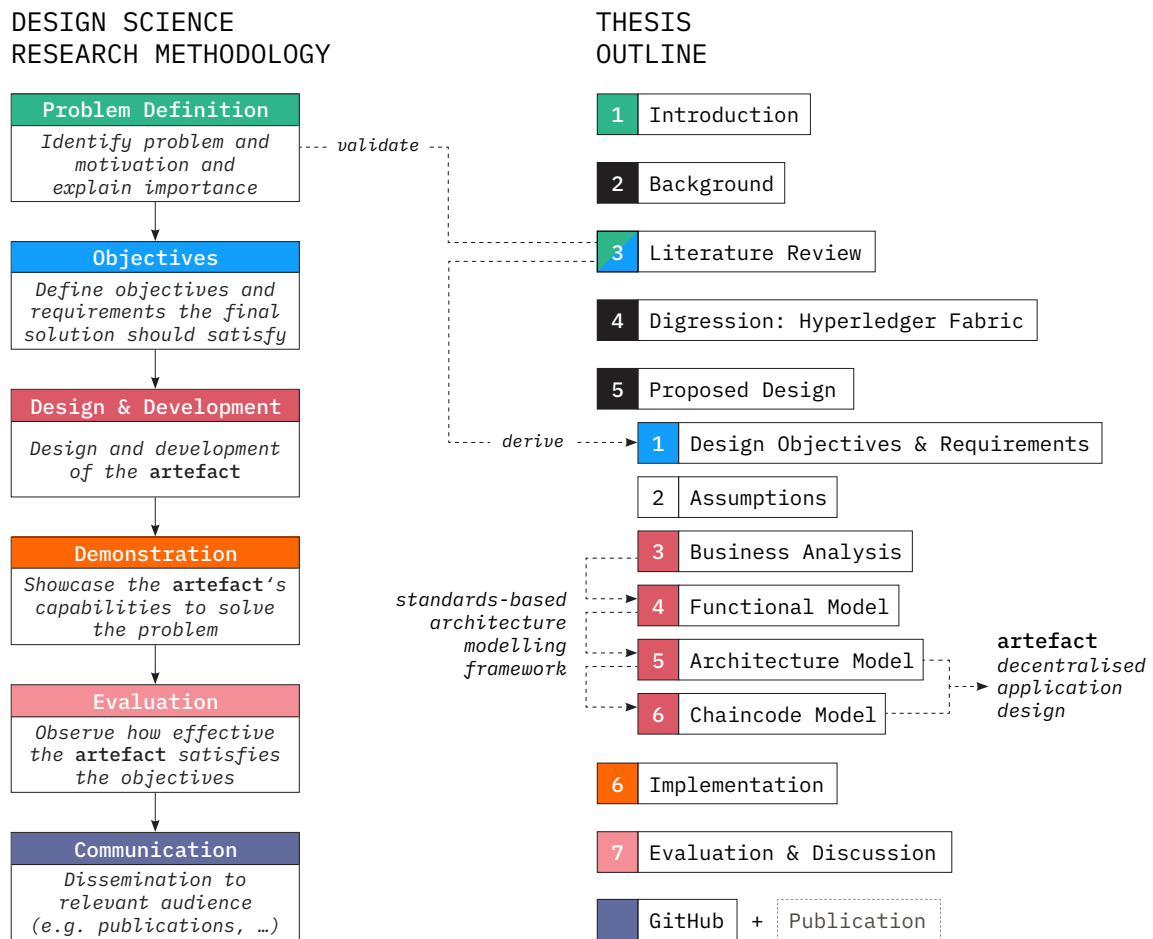 DESIGN SCIENCE
RESEARCH METHODOLOGY
Problem Definition
Identify problem and
motivation and
explain importance
Objectives
Define objectives and
requirements the final
solution should satisfy
Design & Development
Design and development
of the artefact
Demonstration
Showcase the artefact‘s
capabilities to solve
the problem
Evaluation
Observe how effective
the artefact satisfies
the objectives
Communication
Dissemination to
relevant audience
(e.g. publications, …)
validate
derive
standards-based
architecture
modelling
framework
THESIS
OUTLINE
1 Introduction
2 Background
3 Literature Review
4 Digression: Hyperledger Fabric
5 Proposed Design
1 Design Objectives & Requirements
2 Assumptions
3 Business Analysis
4 Functional Model
5 Architecture Model
6 Chaincode Model
artefact
decentralised
application
design
6 Implementation
7 Evaluation & Discussion
GitHub + Publication